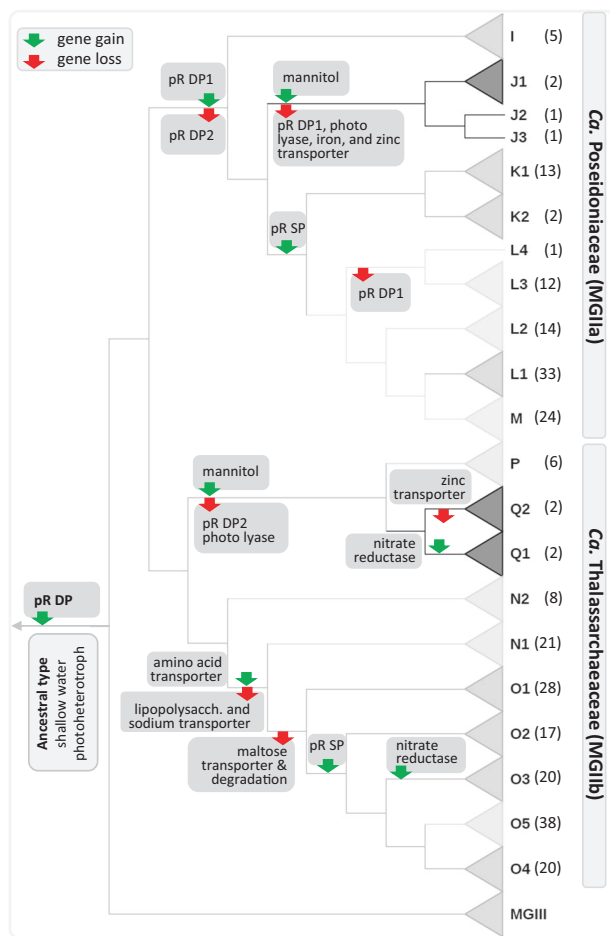 gene gain
gene loss
pR DP1
pR DP2
mannitol
pR DP1, photo
lyase, iron, and zinc
transporter
pR SP
pR DP1
I (5)
J1 (2)
J2 (1)
J3 (1)
K1 (13)
K2 (2)
L4 (1)
L3 (12)
L2 (14)
L1 (33)
M (24)
Ca. Poseidoniaceae (MGIIa)
mannitol
pR DP2
photo lyase
zinc
transporter
nitrate
reductase
P (6)
Q2 (2)
Q1 (2)
N2 (8)
N1 (21)
O1 (28)
O2 (17)
O3 (20)
O5 (38)
O4 (20)
MGIII
Ca. Thalassarchaeaceae (MGIIb)
pR DP
Ancestral type
shallow water
photoheterotroph
amino acid
transporter
lipopolysacch. and
sodium transporter
maltose
transporter &
degradation
pR SP
nitrate
reductase